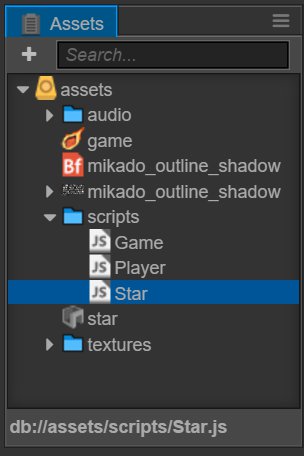 Assets
Search...
assets
audio
game
Bf mikado_outline_shadow
mikado_outline_shadow
scripts
JS Game
JS Player
JS Star
star
textures
db://assets/scripts/Star.js